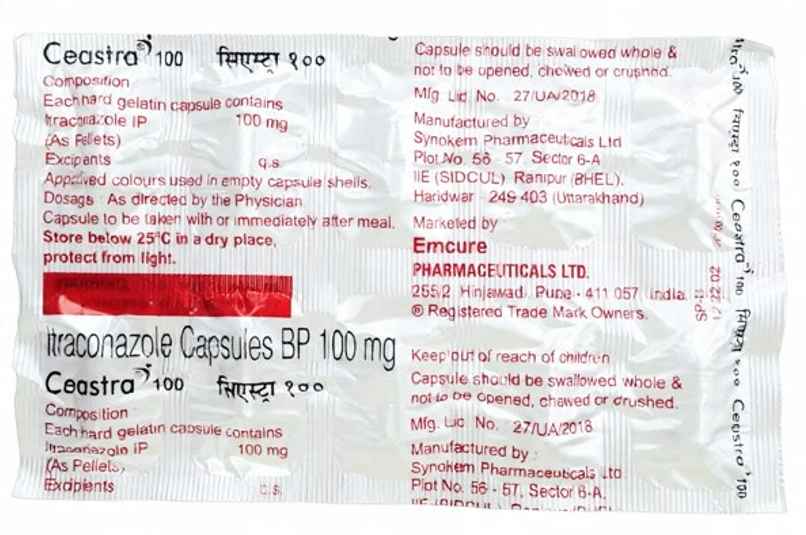 Ceastra® 100 सिएस्ट्रा १००
Composition
Each hard gelatin capsule contains
Itraconazole IP 100 mg
(As Pellets)
Excipients q.s.
Approved colours used in empty capsule shells.
Dosage : As directed by the Physician
Capsule to be taken with or immediately after meal.
Store below 25°C in a dry place,
protect from light.
Itraconazole Capsules BP 100 mg
Ceastra 100 सिएस्ट्रा १००
Composition
Each hard gelatin capsule contains
Itraconazole IP 100 mg
(As Pellets)
Excipients q.s.
Capsule should be swallowed whole &
not to be opened, chewed or crushed.
Mfg. Lic. No. 27/UA/2018
Manufactured by
Synokem Pharmaceuticals Ltd
Plot No. 56 - 57, Sector 6-A
IIE (SIDCUL), Ranipur (BHEL),
Haridwar - 249 403 (Uttarakhand)
Marketed by
Emcure
PHARMACEUTICALS LTD.
255/2 Hinjawadi, Pune - 411 057 India.
® Registered Trade Mark Owners.
Keep out of reach of children
Capsule should be swallowed whole &
not to be opened, chewed or crushed.
Mfg. Lic. No. 27/UA/2018
Manufactured by :
Synokem Pharmaceuticals Ltd
Plot No. 56 - 57, Sector 6-A,
100 सिएस्ट्रा १०० Ceastra 100 सिएस्ट्रा १०० Ceastra 100